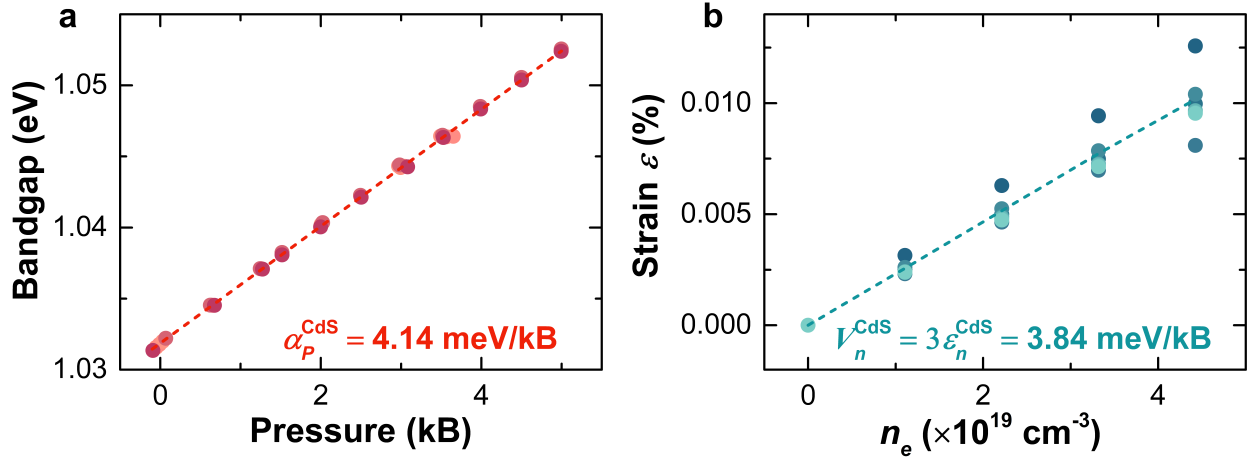 a
Bandgap (eV)
1.05
1.04
1.03
α_P^CdS = 4.14 meV/kB
0 2 4
Pressure (kB)
b
Strain ε (%)
0.010
0.005
0.000
V_n^CdS = 3ε_n^CdS = 3.84 meV/kB
0 2 4
n_e (×10^19 cm^-3)